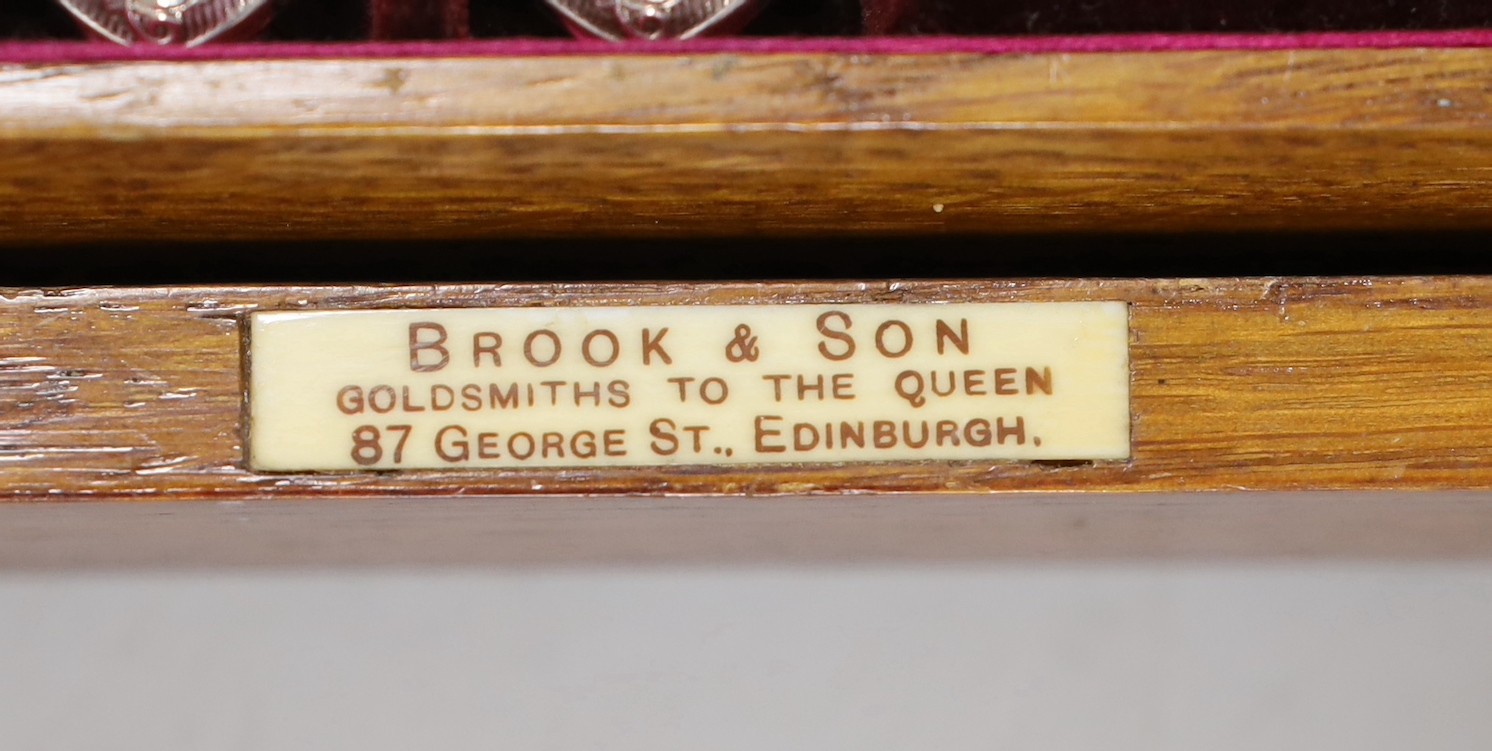 BROOK & SON
GOLDSMITHS TO THE QUEEN
87 GEORGE ST., EDINBURGH.